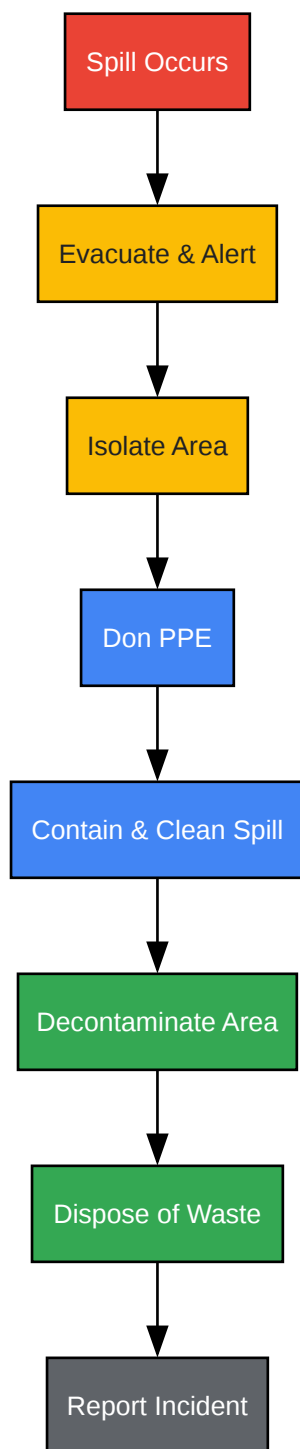 Spill Occurs
Evacuate & Alert
Isolate Area
Don PPE
Contain & Clean Spill
Decontaminate Area
Dispose of Waste
Report Incident